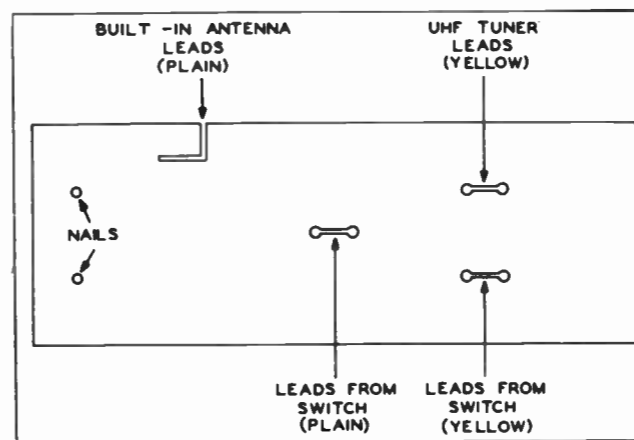 BUILT -IN ANTENNA
LEADS
(PLAIN)
UHF TUNER
LEADS
(YELLOW)
NAILS
LEADS FROM
SWITCH
(PLAIN)
LEADS FROM
SWITCH
(YELLOW)